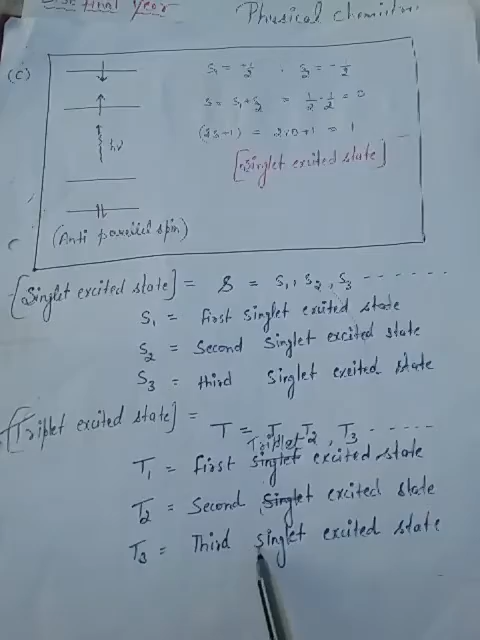 final year
Physical chemistry
(C)
S₁ = -½ , S₂ = -½
S = S₁ + S₂ = ½ - ½ = 0
hν
(2S+1) = 2.0+1 = 1
[Singlet excited state]
(Anti parallel spin)
[Singlet excited state] = S = S₁, S₂, S₃ ------
S₁ = first singlet excited state
S₂ = Second Singlet excited state
S₃ = third Singlet excited state
[Triplet excited state] =
T = T₁, T₂, T₃ -----
Triplet
T₁ = first singlet excited state
T₂ = Second Singlet excited state
T₃ = Third singlet excited state